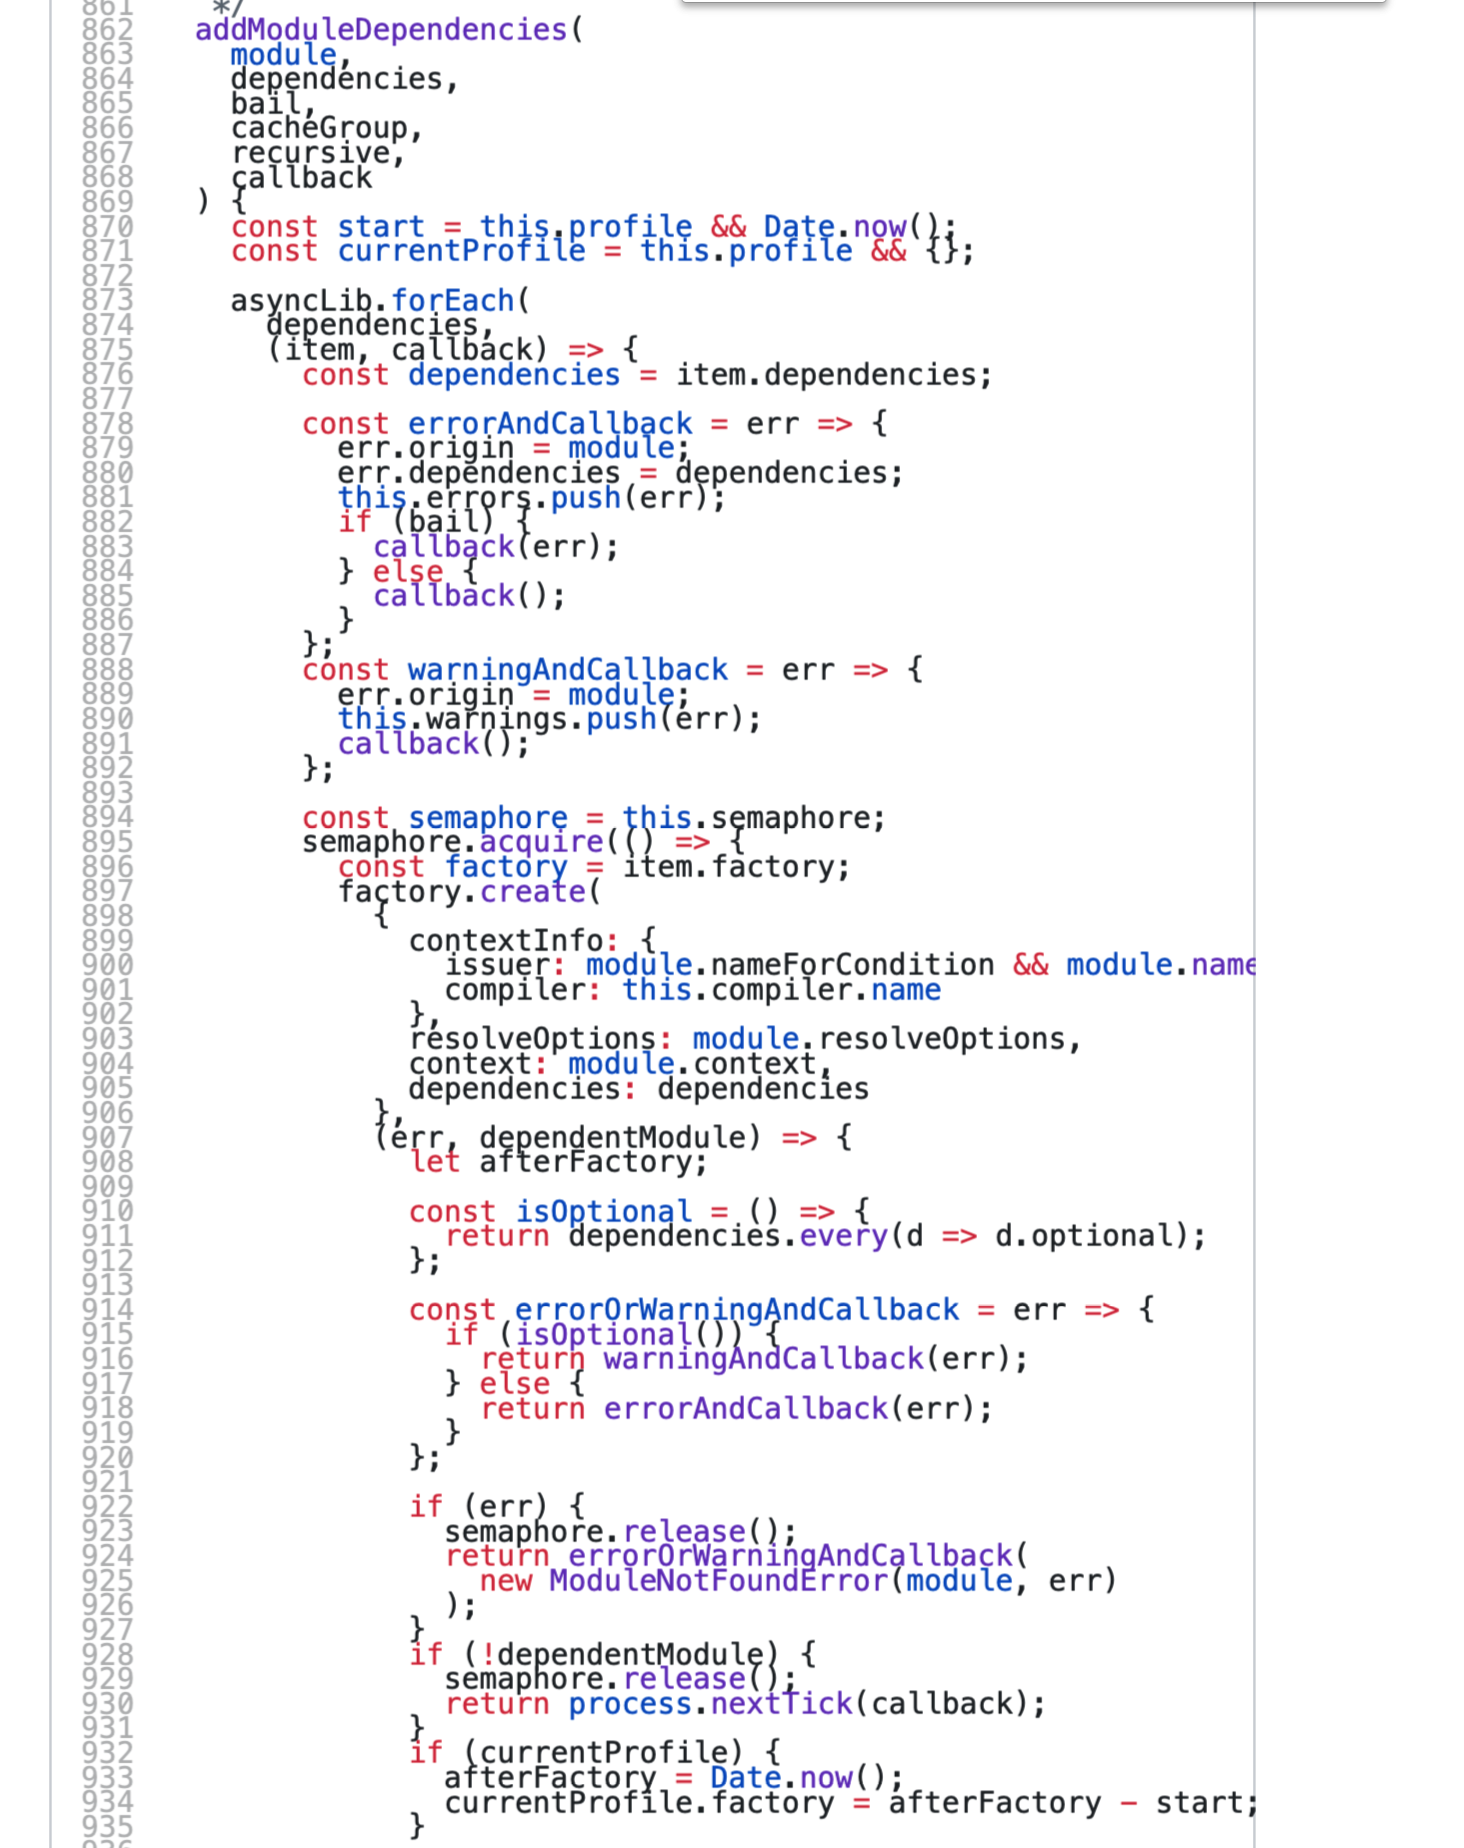 861     */
862    addModuleDependencies(
863      module,
864      dependencies,
865      bail,
866      cacheGroup,
867      recursive,
868      callback
869    ) {
870      const start = this.profile && Date.now();
871      const currentProfile = this.profile && {};
872
873      asyncLib.forEach(
874        dependencies,
875        (item, callback) => {
876          const dependencies = item.dependencies;
877
878          const errorAndCallback = err => {
879            err.origin = module;
880            err.dependencies = dependencies;
881            this.errors.push(err);
882            if (bail) {
883              callback(err);
884            } else {
885              callback();
886            }
887          };
888          const warningAndCallback = err => {
889            err.origin = module;
890            this.warnings.push(err);
891            callback();
892          };
893
894          const semaphore = this.semaphore;
895          semaphore.acquire(() => {
896            const factory = item.factory;
897            factory.create(
898              {
899                contextInfo: {
900                  issuer: module.nameForCondition && module.name
901                  compiler: this.compiler.name
902                },
903                resolveOptions: module.resolveOptions,
904                context: module.context,
905                dependencies: dependencies
906              },
907              (err, dependentModule) => {
908                let afterFactory;
909
910                const isOptional = () => {
911                  return dependencies.every(d => d.optional);
912                };
913
914                const errorOrWarningAndCallback = err => {
915                  if (isOptional()) {
916                    return warningAndCallback(err);
917                  } else {
918                    return errorAndCallback(err);
919                  }
920                };
921
922                if (err) {
923                  semaphore.release();
924                  return errorOrWarningAndCallback(
925                    new ModuleNotFoundError(module, err)
926                  );
927                }
928                if (!dependentModule) {
929                  semaphore.release();
930                  return process.nextTick(callback);
931                }
932                if (currentProfile) {
933                  afterFactory = Date.now();
934                  currentProfile.factory = afterFactory - start;
935                }